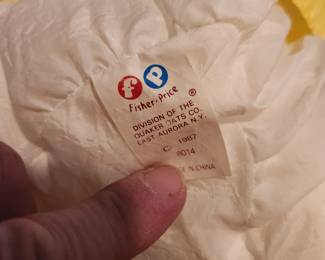 f P
Fisher-Price ®
DIVISION OF THE
QUAKER OATS CO.
EAST AURORA N.Y.
© 1987
8014
IN CHINA